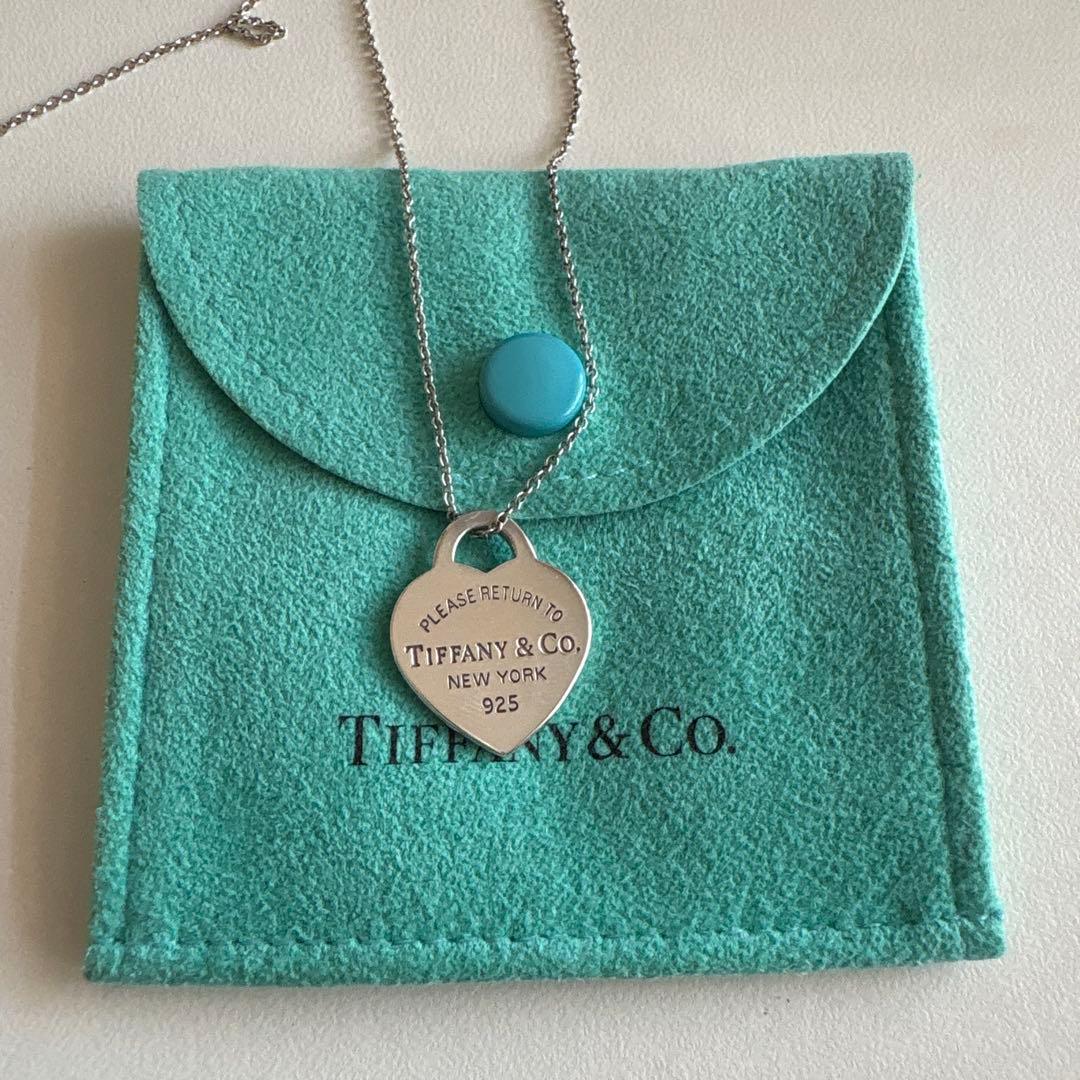 PLEASE RETURN TO
TIFFANY & CO.
NEW YORK
925
TIFFANY & CO.